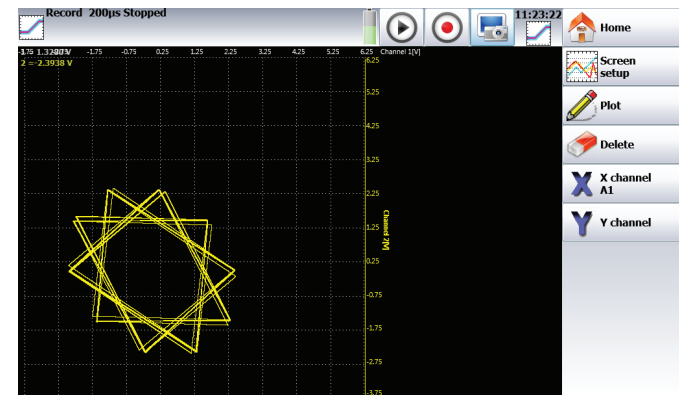 Record 200µs Stopped
11:23:22
Home
-1.75 -0.75 0.25 1.25 2.25 3.25 4.25 5.25 6.25 Channel 1[V]
2 =-2.3938 V
6.25
Screen
setup
5.25
Plot
4.25
Delete
3.25
X channel
A1
2.25
Y channel
1.25
Channel 2[V]
0.25
-0.75
-1.75
-2.75
-3.75